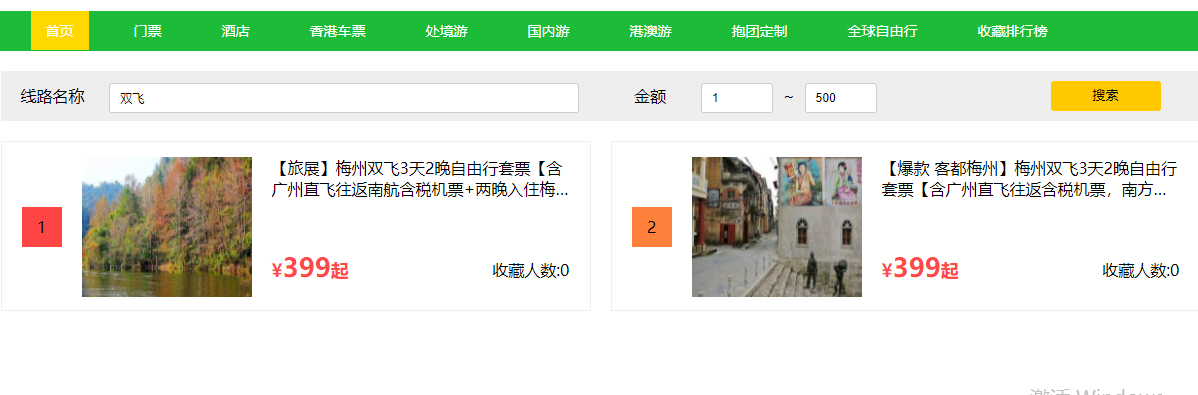 首页 门票 酒店 香港车票 处境游 国内游 港澳游 抱团定制 全球自由行 收藏排行榜
线路名称 双飞 金额 1 ~ 500 搜索
1
【旅展】梅州双飞3天2晚自由行套票【含
广州直飞往返南航含税机票+两晚入住梅...
¥399起 收藏人数:0
2
【爆款 客都梅州】梅州双飞3天2晚自由行
套票【含广州直飞往返含税机票，南方...
¥399起 收藏人数:0
激活 Windows